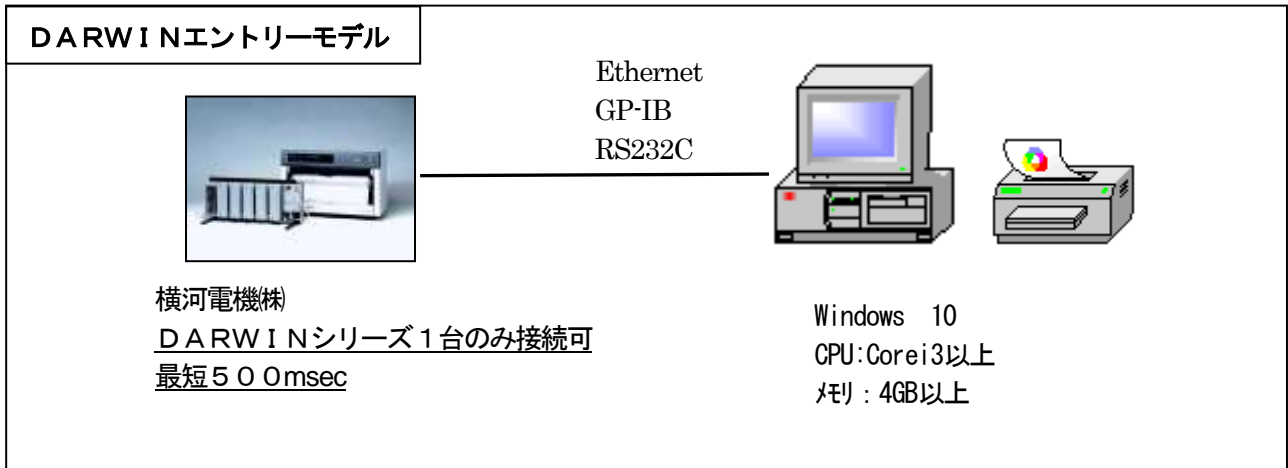 ＤＡＲＷＩＮエントリーモデル
Ethernet
GP-IB
RS232C
横河電機㈱
ＤＡＲＷＩＮシリーズ１台のみ接続可
最短５００msec
Windows　10
CPU:Corei3以上
ﾒﾓﾘ：4GB以上